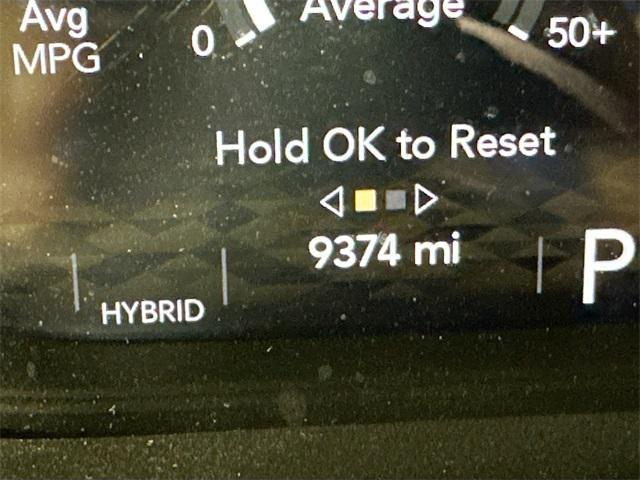 Avg
MPG
0
Average
50+
Hold OK to Reset
9374 mi
HYBRID
P